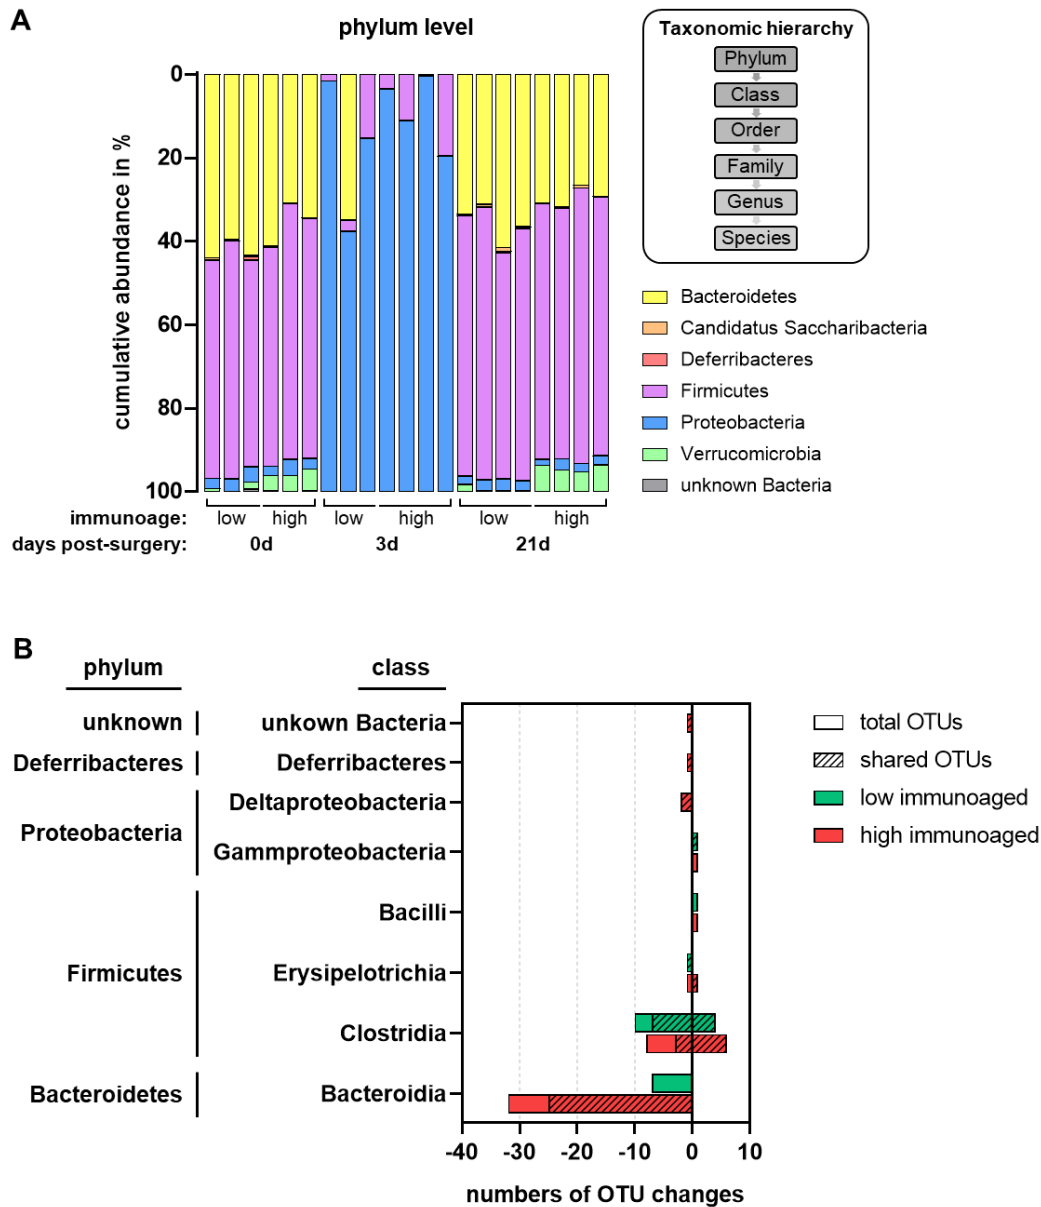 A
phylum level
Taxonomic hierarchy
Phylum
Class
Order
Family
Genus
Species
cumulative abundance in %
0
20
40
60
80
100
Bacteroidetes
Candidatus Saccharibacteria
Deferribacteres
Firmicutes
Proteobacteria
Verrucomicrobia
unknown Bacteria
immunoage: low high low high low high
days post-surgery: 0d 3d 21d
B
phylum class
unknown unkown Bacteria
Deferribacteres Deferribacteres
Proteobacteria
Deltaproteobacteria
Gammproteobacteria
Firmicutes
Bacilli
Erysipelotrichia
Clostridia
Bacteroidetes Bacteroidia
total OTUs
shared OTUs
low immunoaged
high immunoaged
-40 -30 -20 -10 0 10
numbers of OTU changes